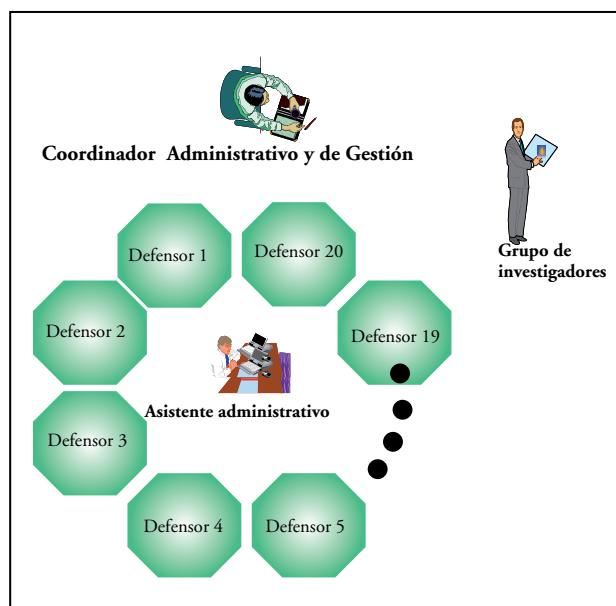 Coordinador Administrativo y de Gestión
Grupo de
investigadores
Defensor 1
Defensor 20
Defensor 2
Defensor 19
Asistente administrativo
Defensor 3
Defensor 4
Defensor 5